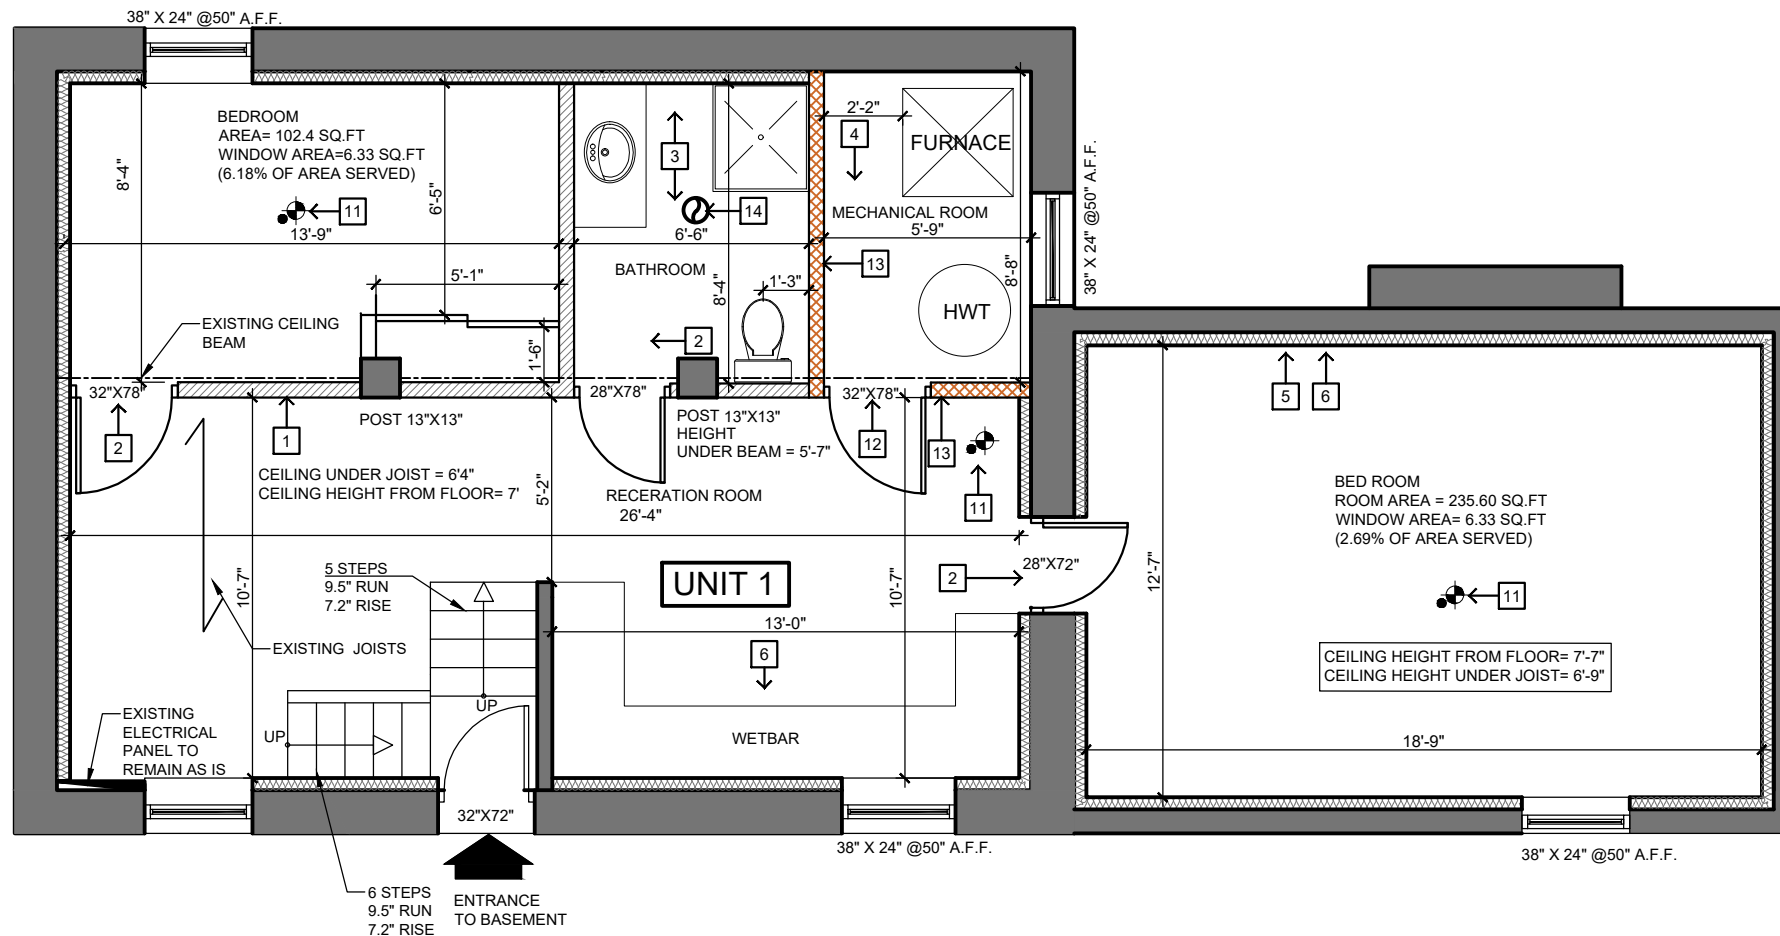 38" X 24" @50" A.F.F.
BEDROOM
AREA= 102.4 SQ.FT
WINDOW AREA=6.33 SQ.FT
(6.18% OF AREA SERVED)
8'-4"
6'-5"
11
13'-9"
5'-1"
EXISTING CEILING
BEAM
1'-6"
3
14
6'-6"
BATHROOM
8'-4"
1'-3"
2
2'-2"
4
FURNACE
MECHANICAL ROOM
5'-9"
13
8'-8"
HWT
38" X 24" @50" A.F.F.
32"X78"
28"X78"
32"X78"
2
1
POST 13"X13"
POST 13"X13"
HEIGHT
UNDER BEAM = 5'-7"
12
13
11
CEILING UNDER JOIST = 6'4"
CEILING HEIGHT FROM FLOOR= 7'
5'-2"
RECERATION ROOM
26'-4"
5 STEPS
9.5" RUN
7.2" RISE
UNIT 1
10'-7"
10'-7"
2
28"X72"
13'-0"
EXISTING JOISTS
6
UP
UP
WETBAR
EXISTING
ELECTRICAL
PANEL TO
REMAIN AS IS
32"X72"
38" X 24" @50" A.F.F.
6 STEPS
9.5" RUN
7.2" RISE
ENTRANCE
TO BASEMENT
5
6
BED ROOM
ROOM AREA = 235.60 SQ.FT
WINDOW AREA= 6.33 SQ.FT
(2.69% OF AREA SERVED)
12'-7"
11
CEILING HEIGHT FROM FLOOR= 7'-7"
CEILING HEIGHT UNDER JOIST= 6'-9"
18'-9"
38" X 24" @50" A.F.F.